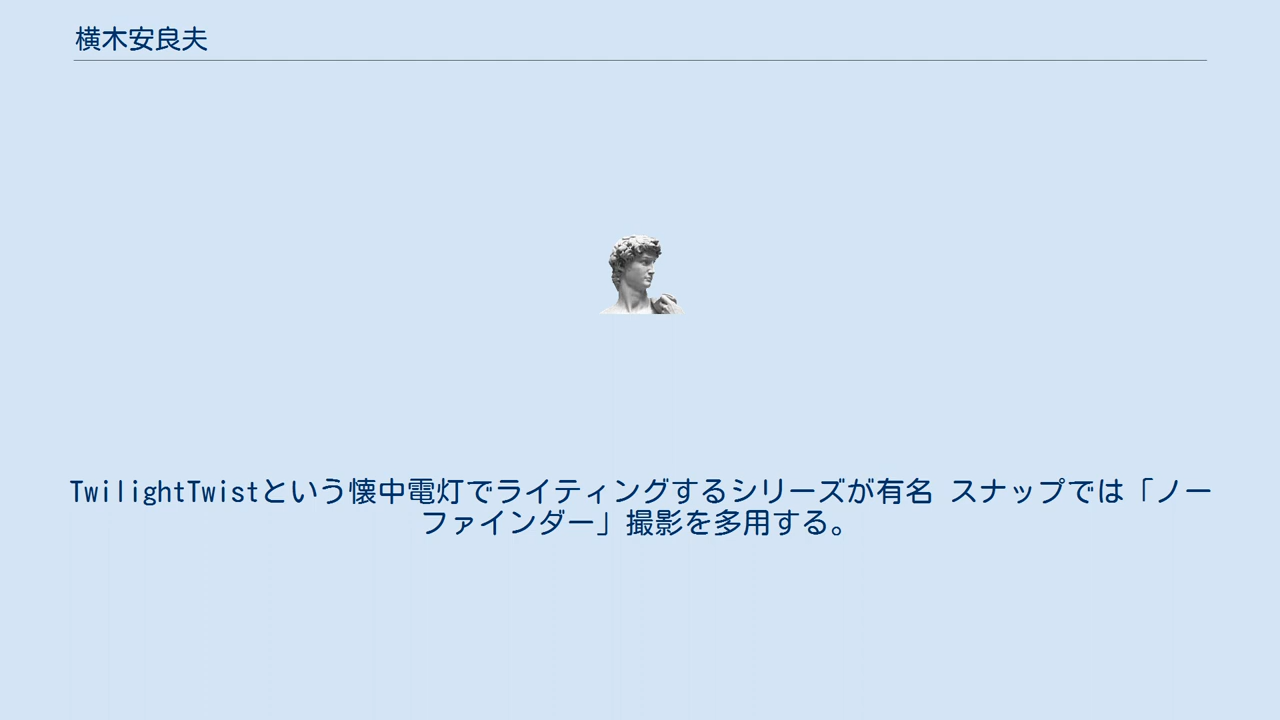 横木安良夫
TwilightTwistという懐中電灯でライティングするシリーズが有名 スナップでは「ノー
ファインダー」撮影を多用する。